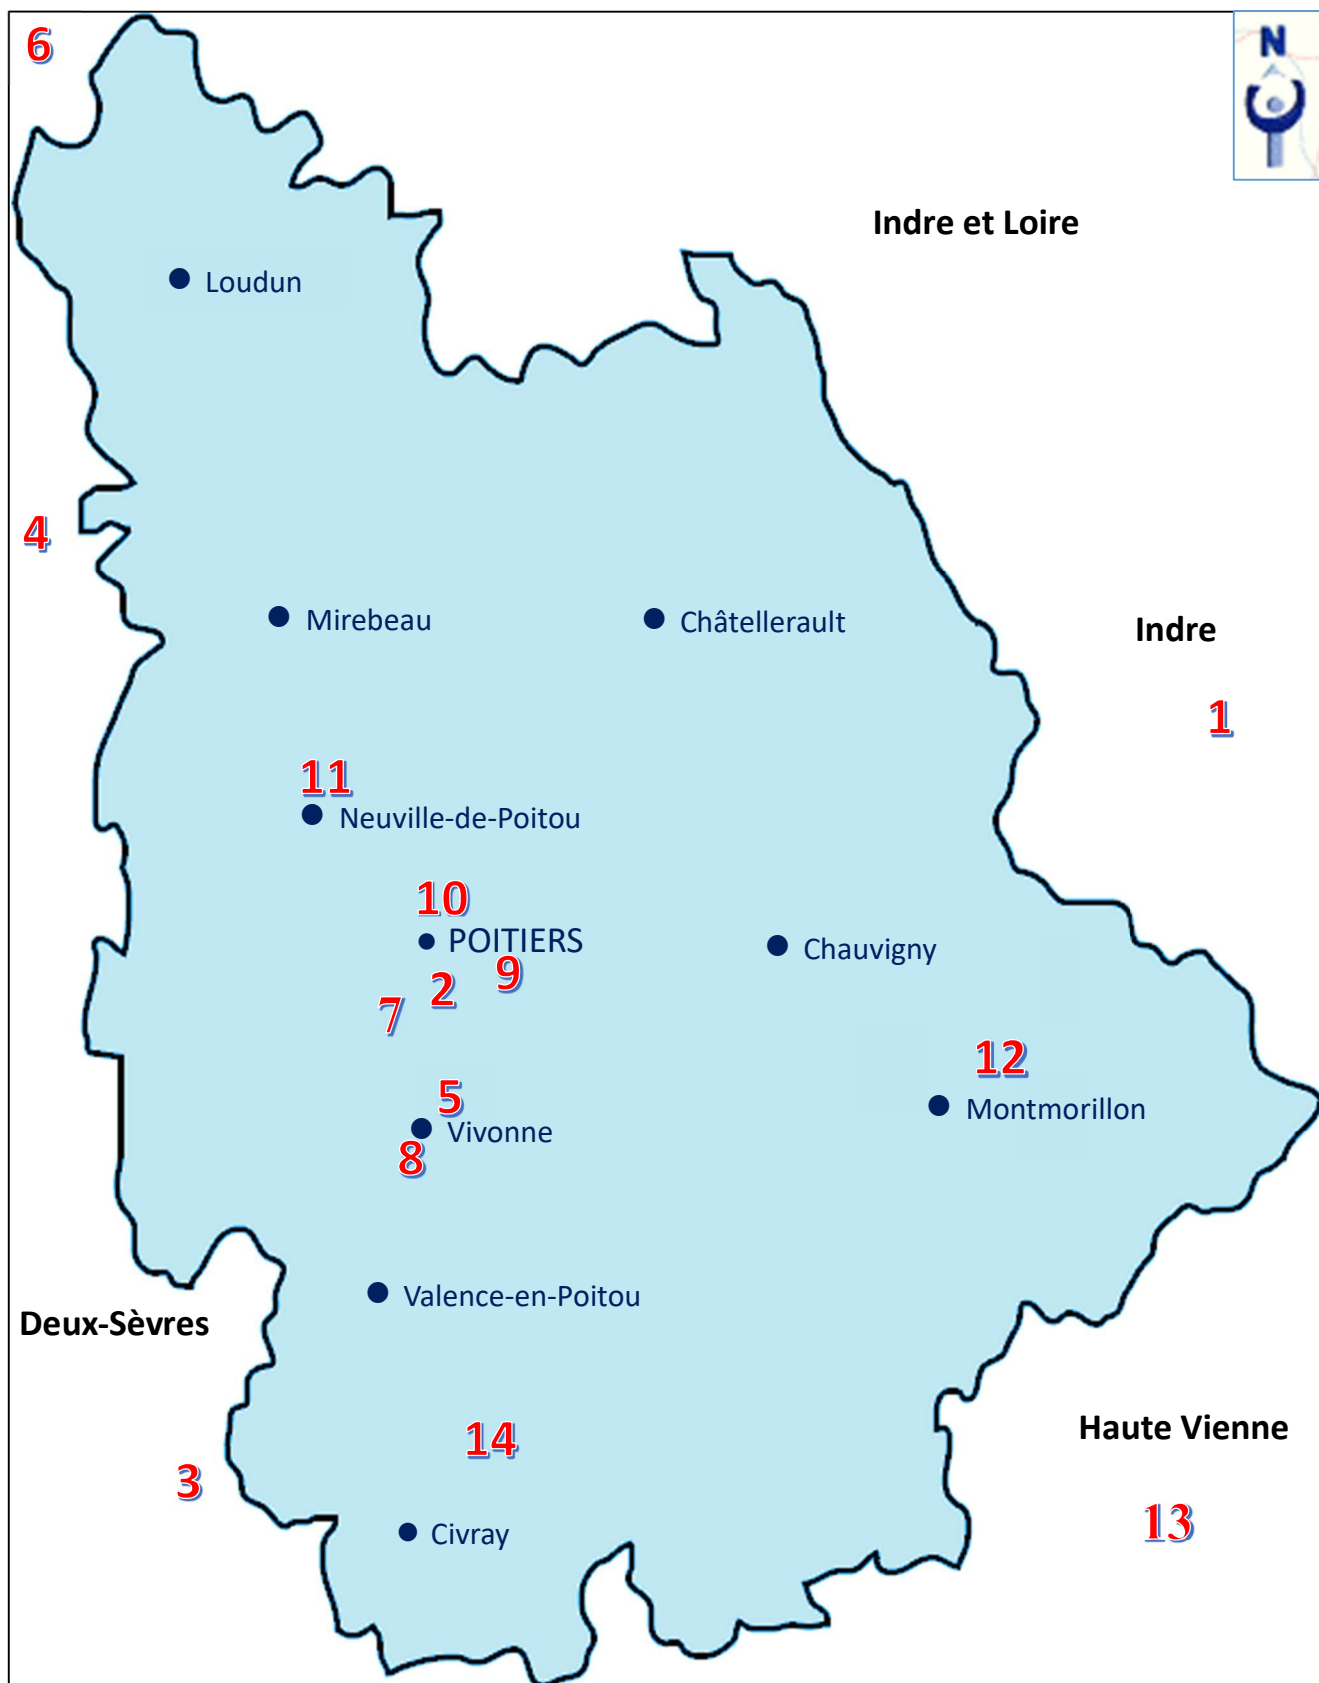 6
N
Indre et Loire
Loudun
4
Mirebeau
Châtellerault
Indre
1
11
Neuville-de-Poitou
10
POITIERS
Chauvigny
9
2
7
12
5
Montmorillon
Vivonne
8
Valence-en-Poitou
Deux-Sèvres
14
Haute Vienne
3
13
Civray